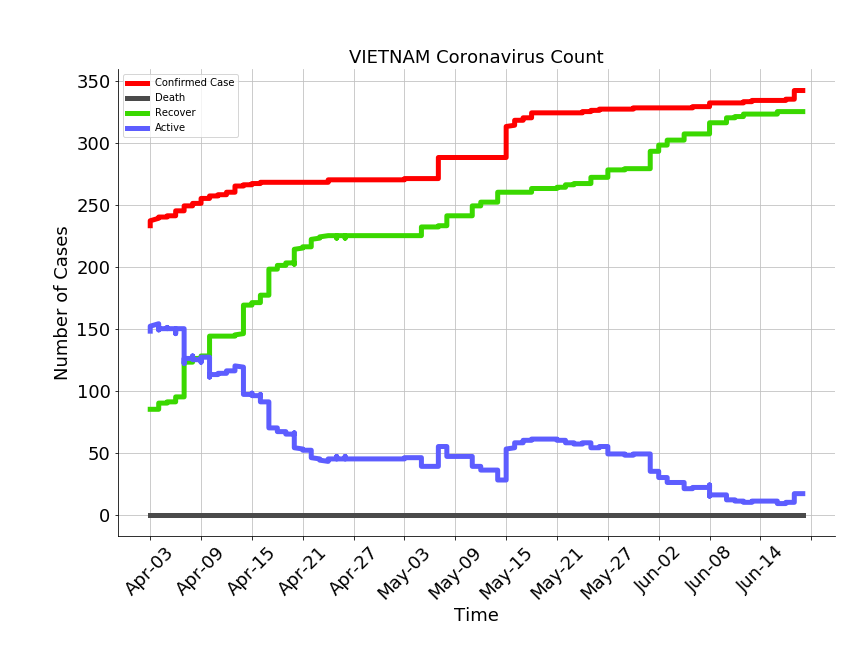 VIETNAM Coronavirus Count
Confirmed Case
Death
Recover
Active
Number of Cases
350
300
250
200
150
100
50
0
Apr-03
Apr-09
Apr-15
Apr-21
Apr-27
May-03
May-09
May-15
May-21
May-27
Jun-02
Jun-08
Jun-14
Time